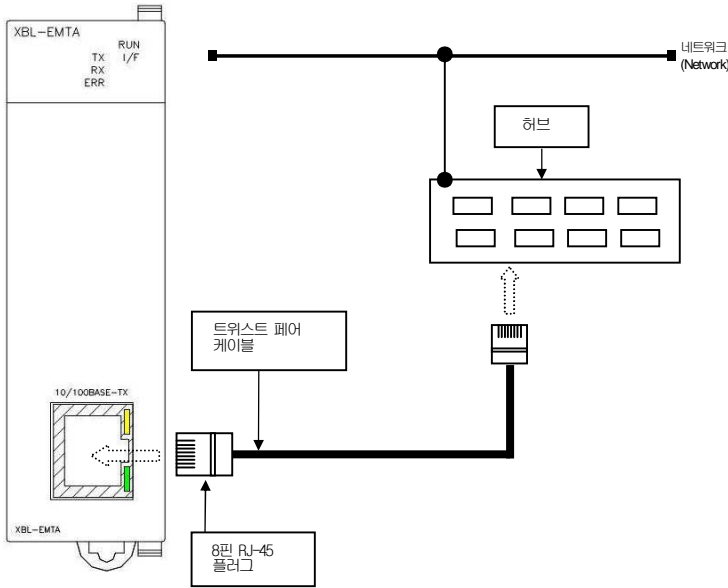 XBL-EMTA
RUN
TX I/F
RX
ERR
네트워크
(Network)
허브
트위스트 페어
케이블
10/100BASE-TX
8핀 RJ-45
플러그
XBL-EMTA